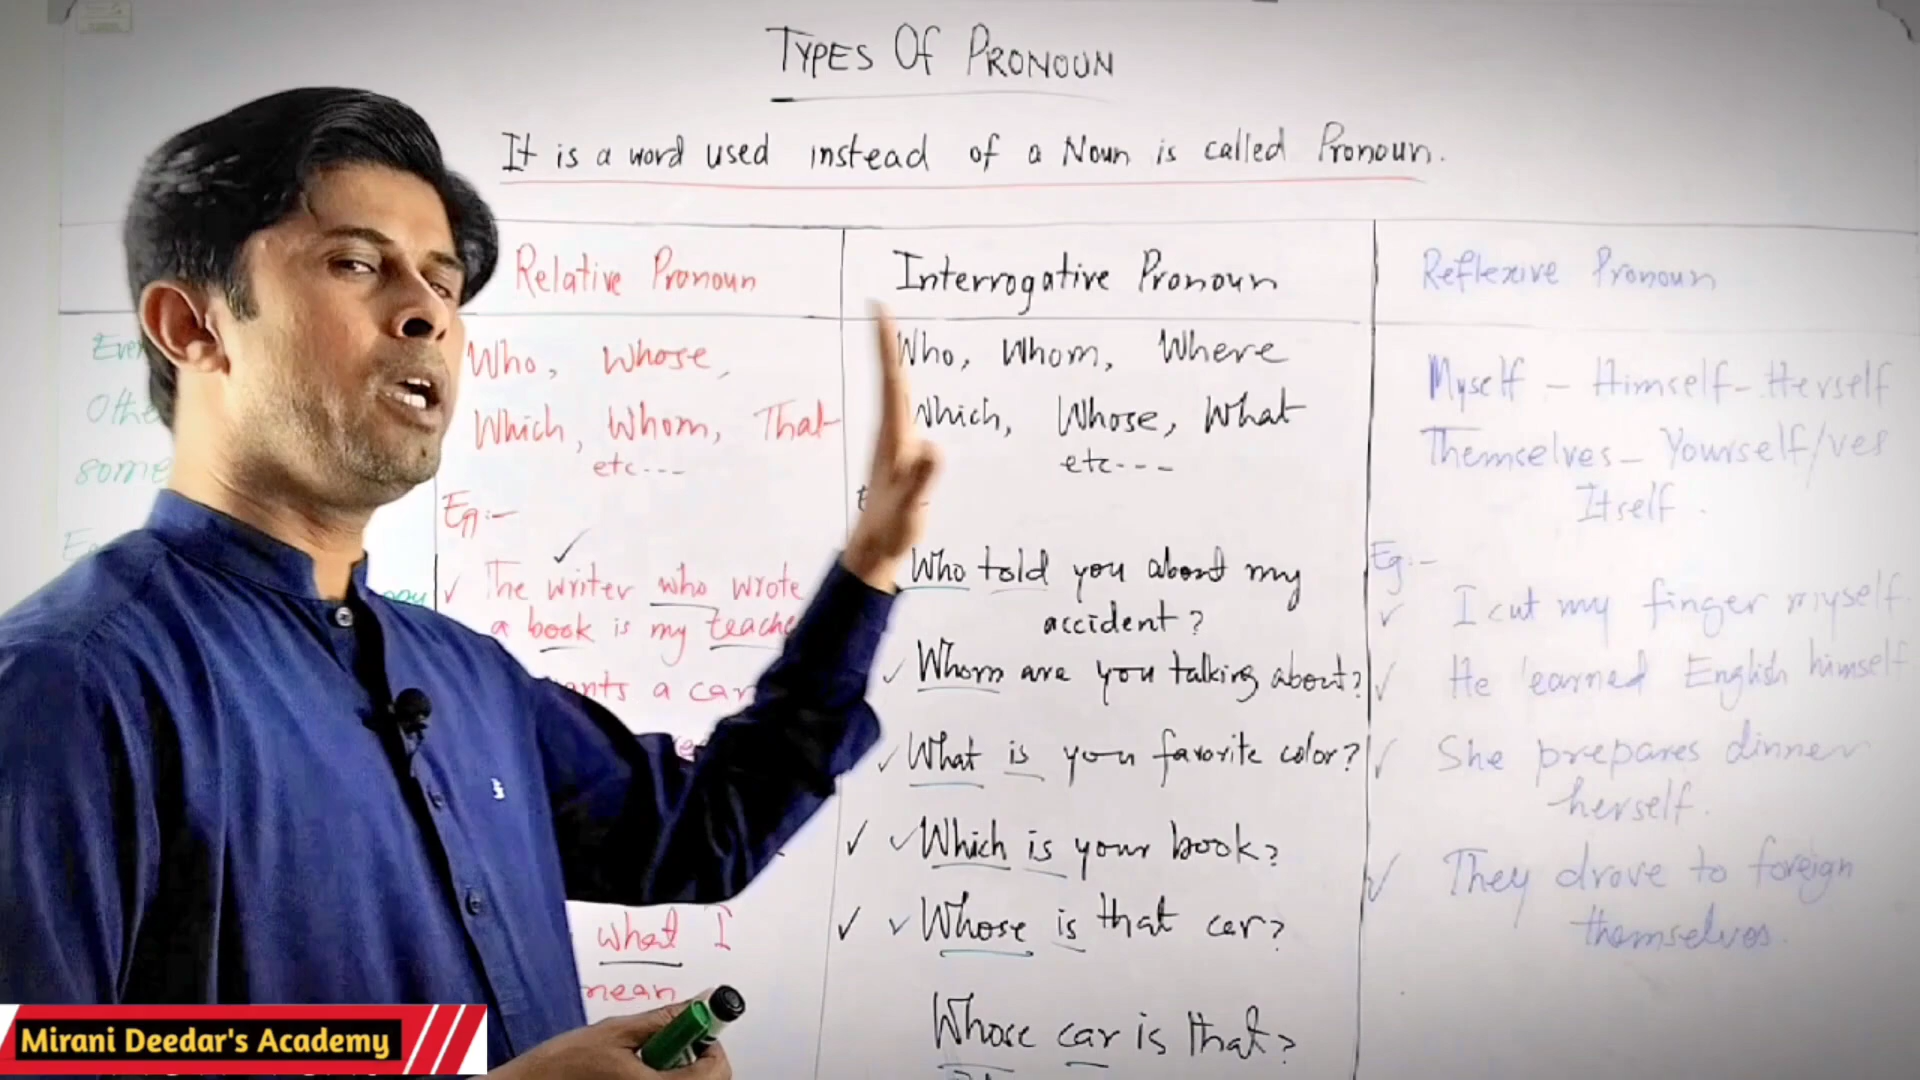 TYPES OF PRONOUN
It is a word used instead of a Noun is called Pronoun.
Relative Pronoun
Who, Whose,
Which, Whom, That
etc---
Eg:-
The writer who wrote
a book is my
a car
what I
mean
Interrogative Pronoun
Who, Whom, Where
Which, Whose, What
etc---
Who told you about my
accident?
Whom are you talking about?
What is you favorite color?
Which is your book?
Whose is that car?
Whose car is that?
Reflexive Pronoun
Myself - Himself - Herself
Themselves - Yourself/ves
Itself.
Eg:-
I cut my finger myself.
He learned English himself
She prepares dinner
herself.
They drove to foreign
themselves.
Mirani Deedar's Academy